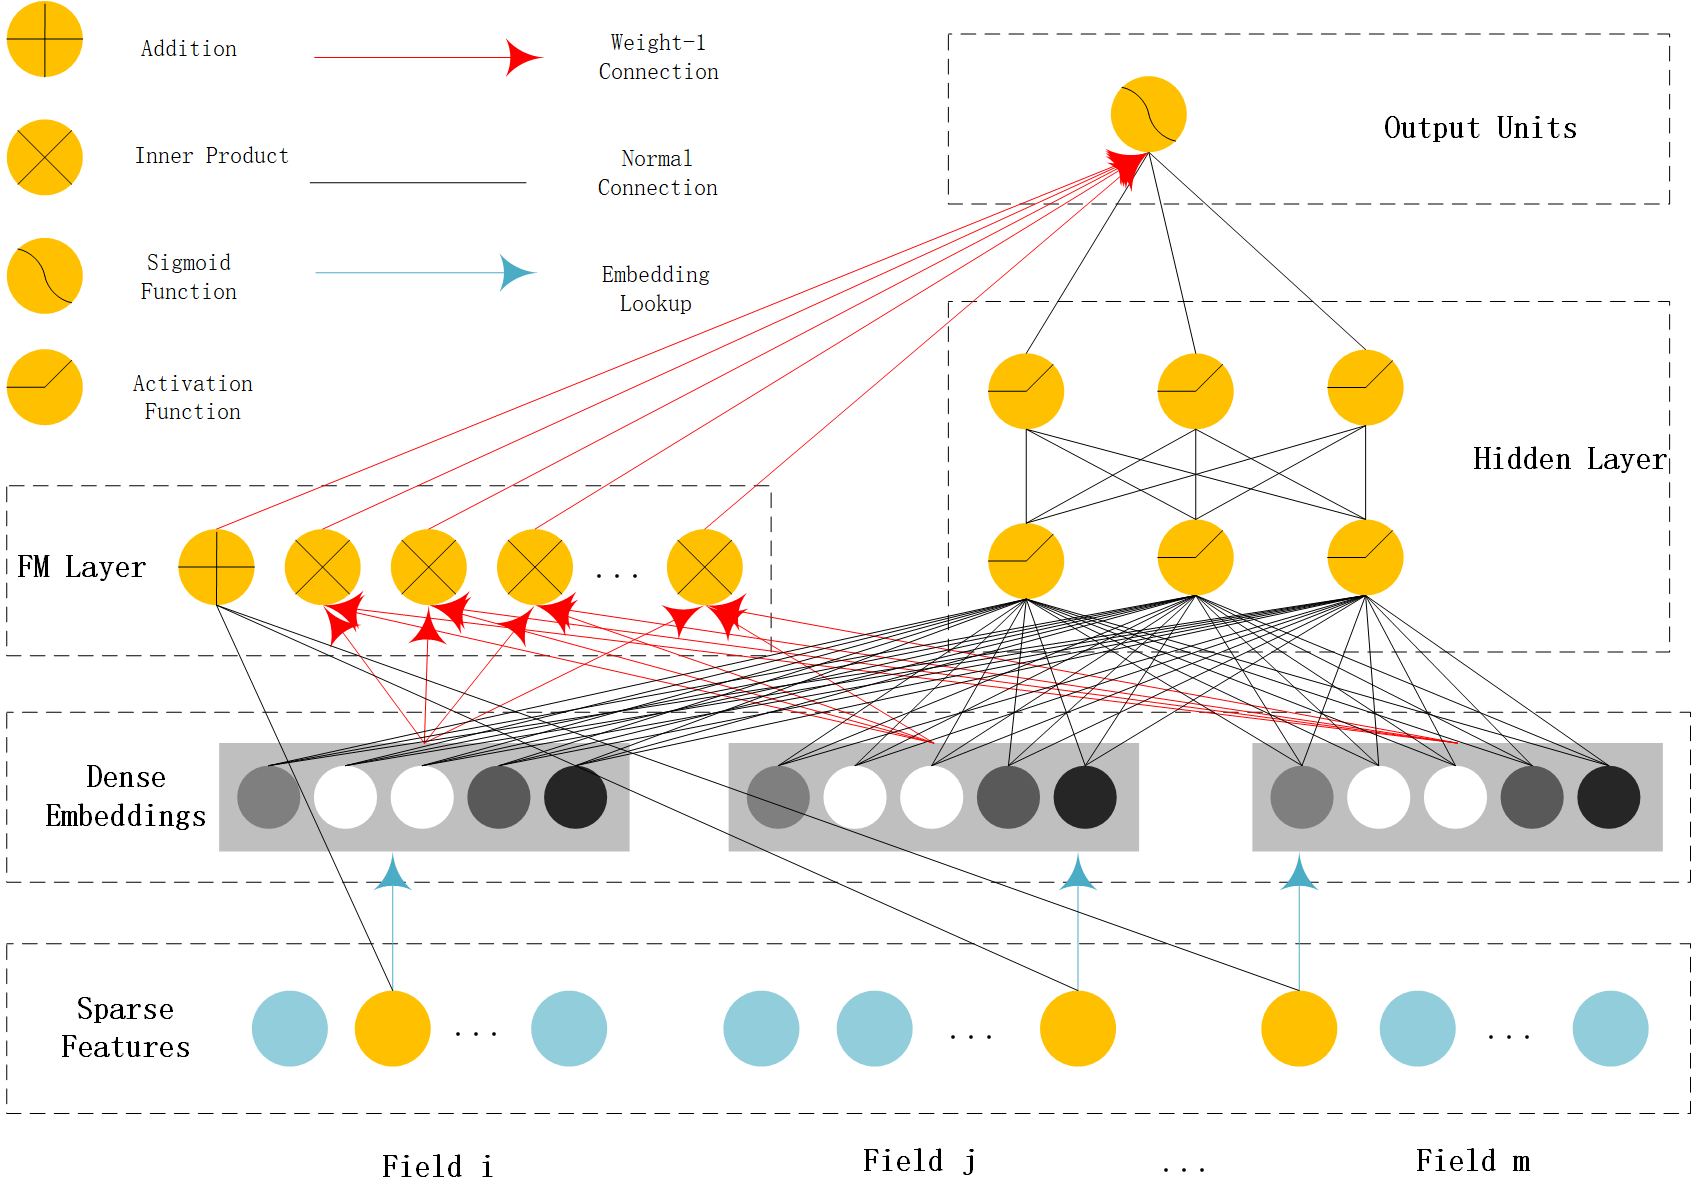 Addition
Weight-1
Connection
Inner Product
Normal
Connection
Sigmoid
Function
Embedding
Lookup
Activation
Function
Output Units
Hidden Layer
FM Layer
...
Dense
Embeddings
Sparse
Features
...
...
...
Field i
Field j
...
Field m